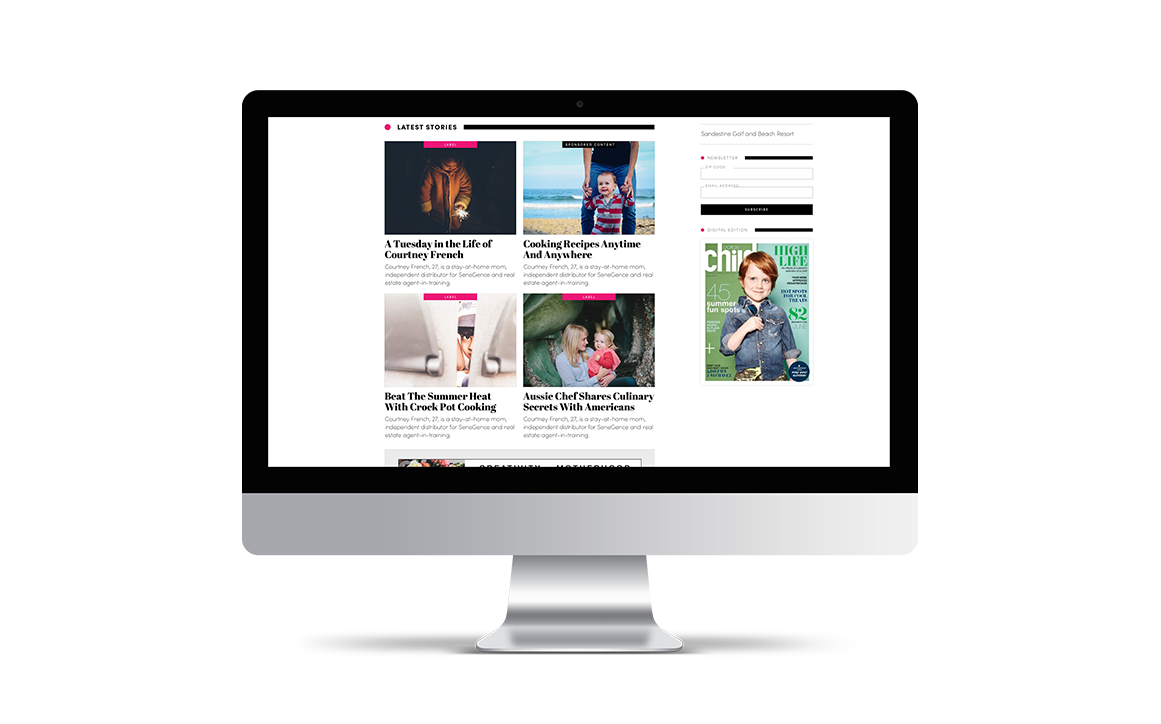 LATEST STORIES
LABEL
A Tuesday in the Life of
Courtney French
Courtney French, 27, is a stay-at-home mom,
independent distributor for SeneGence and real
estate agent-in-training.
SPONSORED CONTENT
Cooking Recipes Anytime
And Anywhere
Courtney French, 27, is a stay-at-home mom,
independent distributor for SeneGence and real
estate agent-in-training.
LABEL
Beat The Summer Heat
With Crock Pot Cooking
Courtney French, 27, is a stay-at-home mom,
independent distributor for SeneGence and real
estate agent-in-training.
LABEL
Aussie Chef Shares Culinary
Secrets With Americans
Courtney French, 27, is a stay-at-home mom,
independent distributor for SeneGence and real
estate agent-in-training.
CREATIVITY MOTHERHOOD
Sandestine Golf and Beach Resort
NEWSLETTER
ZIP CODE
EMAIL ADDRESS
SUBSCRIBE
DIGITAL EDITION
child
HIGH
LIFE
45
summer
fun spots
HOT SPOTS
FOR COOL
TREATS
82
JUNE
+